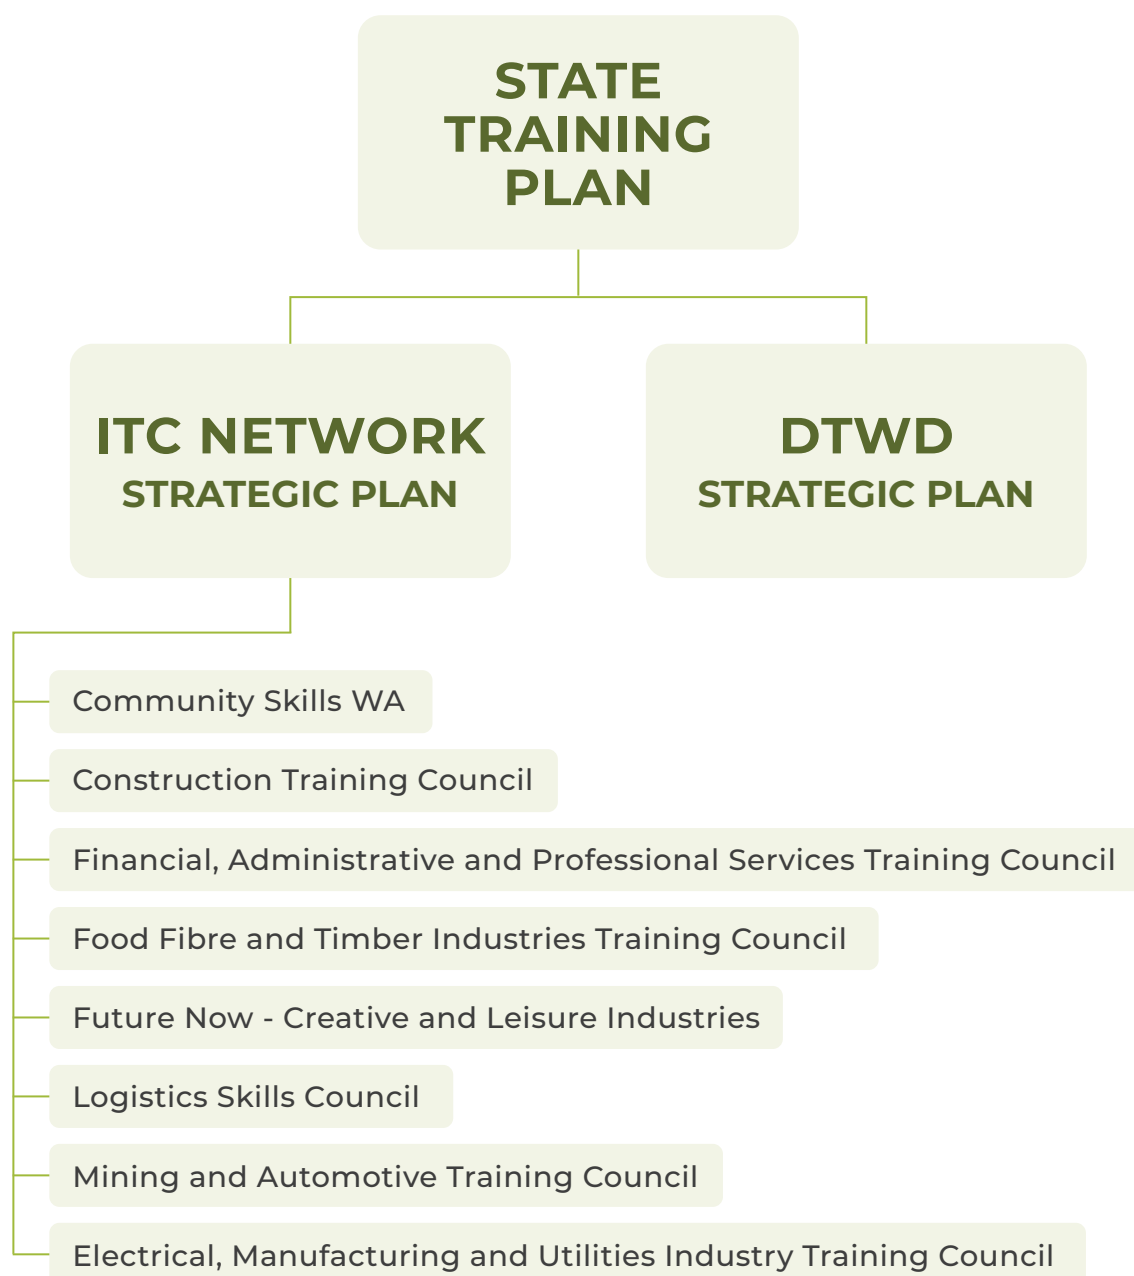 STATE
TRAINING
PLAN
ITC NETWORK
STRATEGIC PLAN
DTWD
STRATEGIC PLAN
Community Skills WA
Construction Training Council
Financial, Administrative and Professional Services Training Council
Food Fibre and Timber Industries Training Council
Future Now - Creative and Leisure Industries
Logistics Skills Council
Mining and Automotive Training Council
Electrical, Manufacturing and Utilities Industry Training Council